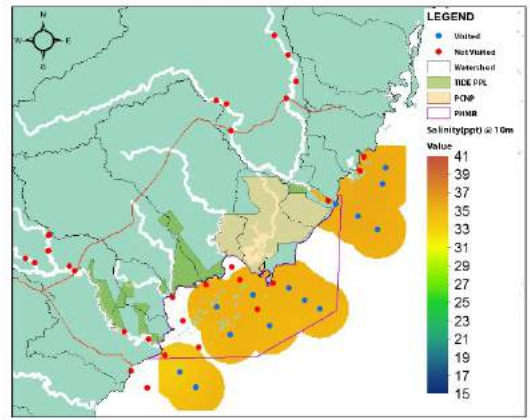 N
W
E
S
LEGEND
Visited
Not Visited
Watershed
TIDE PPL
PCNP
PHMR
Salinity(ppt) @ 10m
Value
41
39
37
35
33
31
29
27
25
23
21
19
17
15